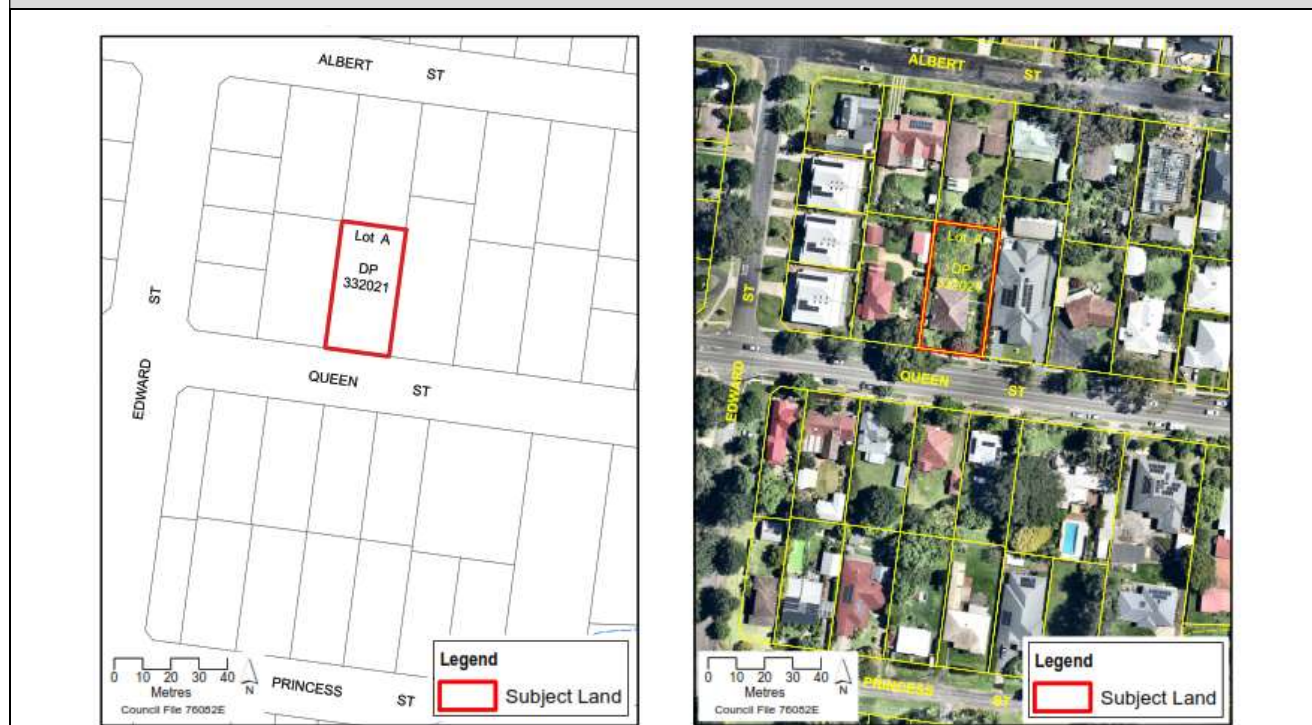 ALBERT ST
Lot A
DP
332021
ST
EDWARD
QUEEN ST
0 10 20 30 40
Metres
N
Council File 76052E
PRINCESS ST
Legend
Subject Land
ALBERT ST
Lot A
DP
332021
ST
EDWARD
QUEEN ST
0 10 20 30 40
Metres
N
Council File 76052E
PRINCESS ST
Legend
Subject Land